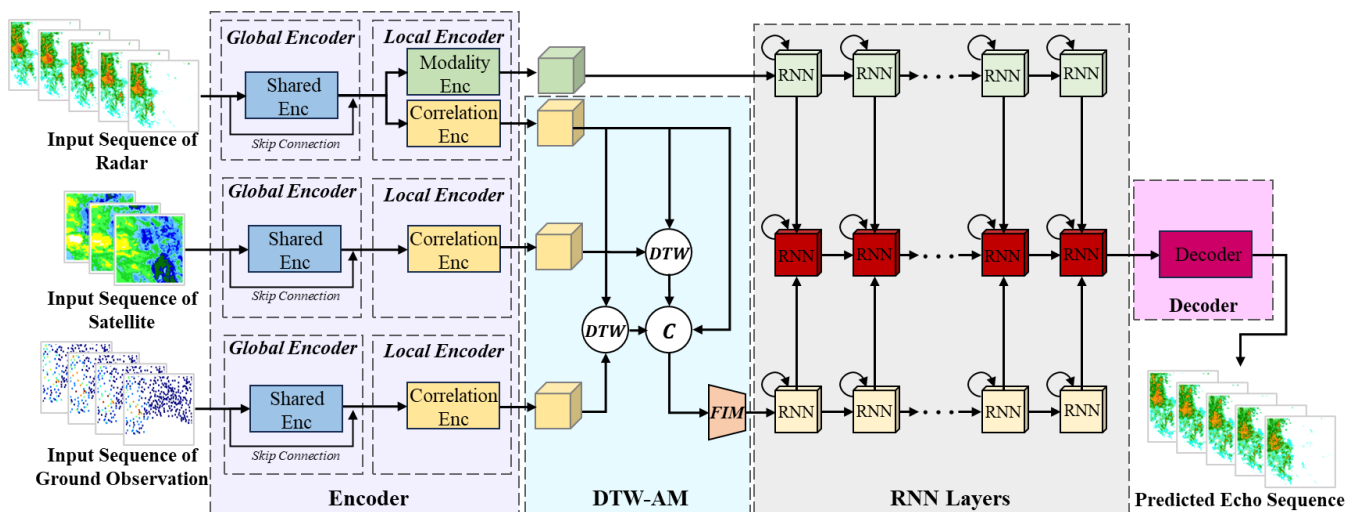 Global Encoder
Local Encoder
Shared
Enc
Skip Connection
Modality
Enc
Correlation
Enc
Input Sequence of
Radar
RNN
RNN
RNN
RNN
Global Encoder
Local Encoder
Shared
Enc
Skip Connection
Correlation
Enc
Input Sequence of
Satellite
DTW
DTW
C
RNN
RNN
RNN
RNN
Decoder
Decoder
Global Encoder
Local Encoder
Shared
Enc
Skip Connection
Correlation
Enc
Input Sequence of
Ground Observation
FIM
RNN
RNN
RNN
RNN
Encoder
DTW-AM
RNN Layers
Predicted Echo Sequence